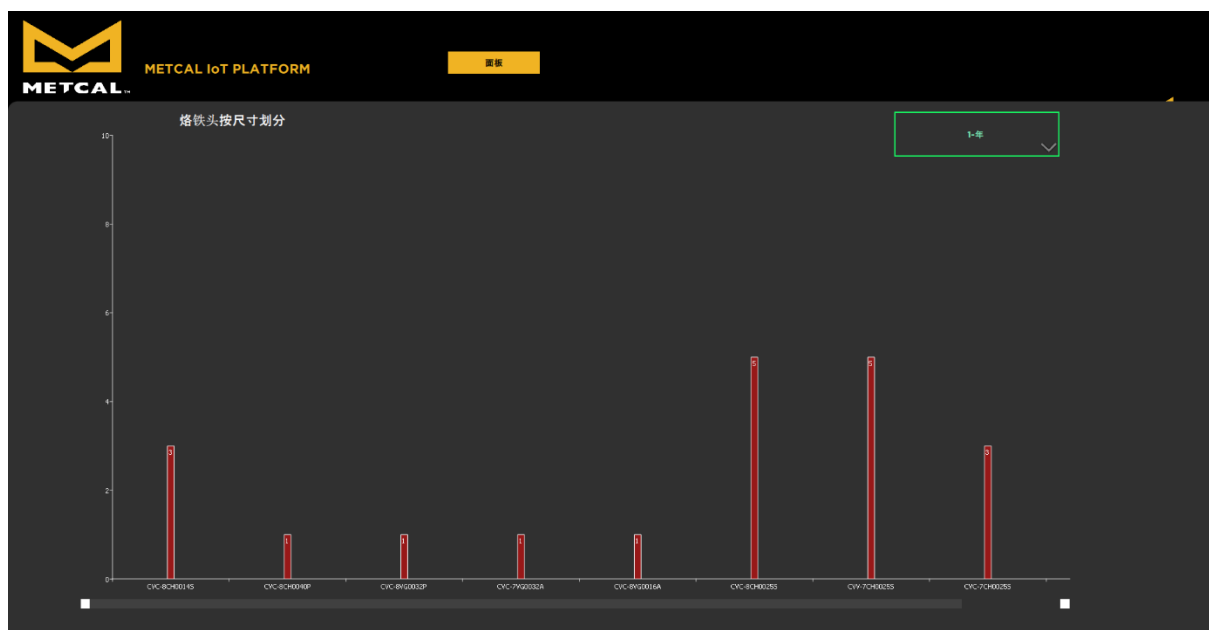 METCAL™
METCAL IoT PLATFORM
面板
烙铁头按尺寸划分
1-年
10
8
6
4
2
0
3
1
1
1
1
5
5
3
CVC-8CH0014S
CVC-8CH0040P
CVC-8VG0032P
CVC-7VG0032A
CVC-8VG0016A
CVC-8CH0025S
CVV-7CH0025S
CVC-7CH0025S